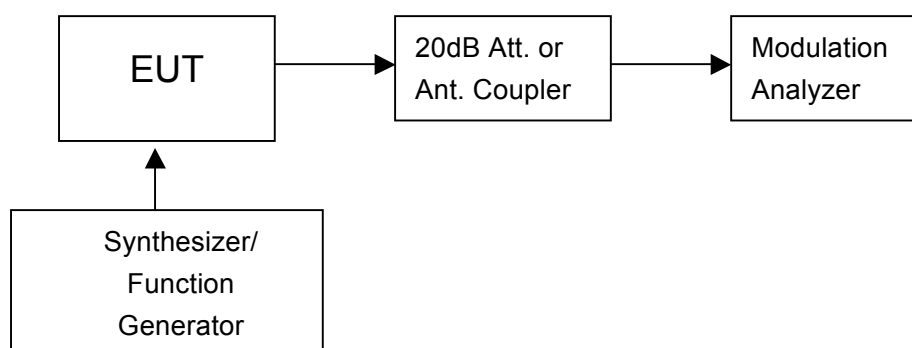 EUT
20dB Att. or
Ant. Coupler
Modulation
Analyzer
Synthesizer/
Function
Generator